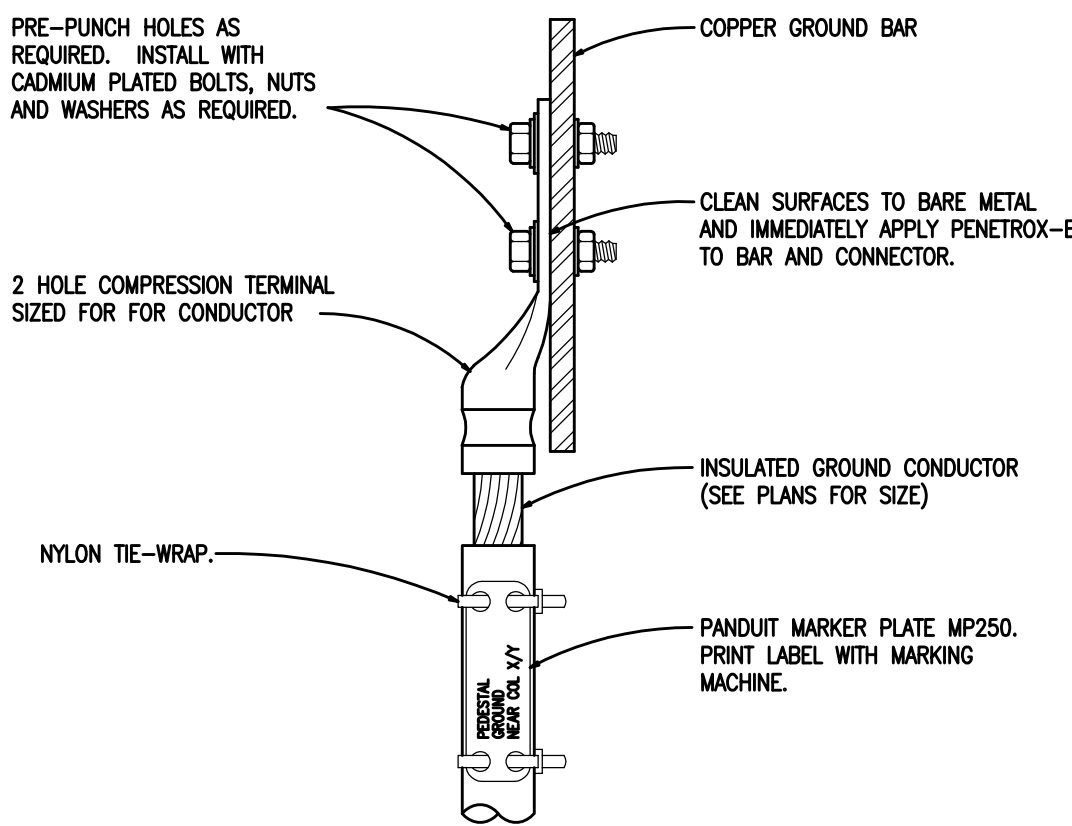 PRE-PUNCH HOLES AS
REQUIRED. INSTALL WITH
CADMIUM PLATED BOLTS, NUTS
AND WASHERS AS REQUIRED.
COPPER GROUND BAR
CLEAN SURFACES TO BARE METAL
AND IMMEDIATELY APPLY PENETROX-E
TO BAR AND CONNECTOR.
2 HOLE COMPRESSION TERMINAL
SIZED FOR FOR CONDUCTOR
INSULATED GROUND CONDUCTOR
(SEE PLANS FOR SIZE)
NYLON TIE-WRAP.
PANDUIT MARKER PLATE MP250.
PRINT LABEL WITH MARKING
MACHINE.
PEDESTAL
GROUND
NEAR COL X/Y